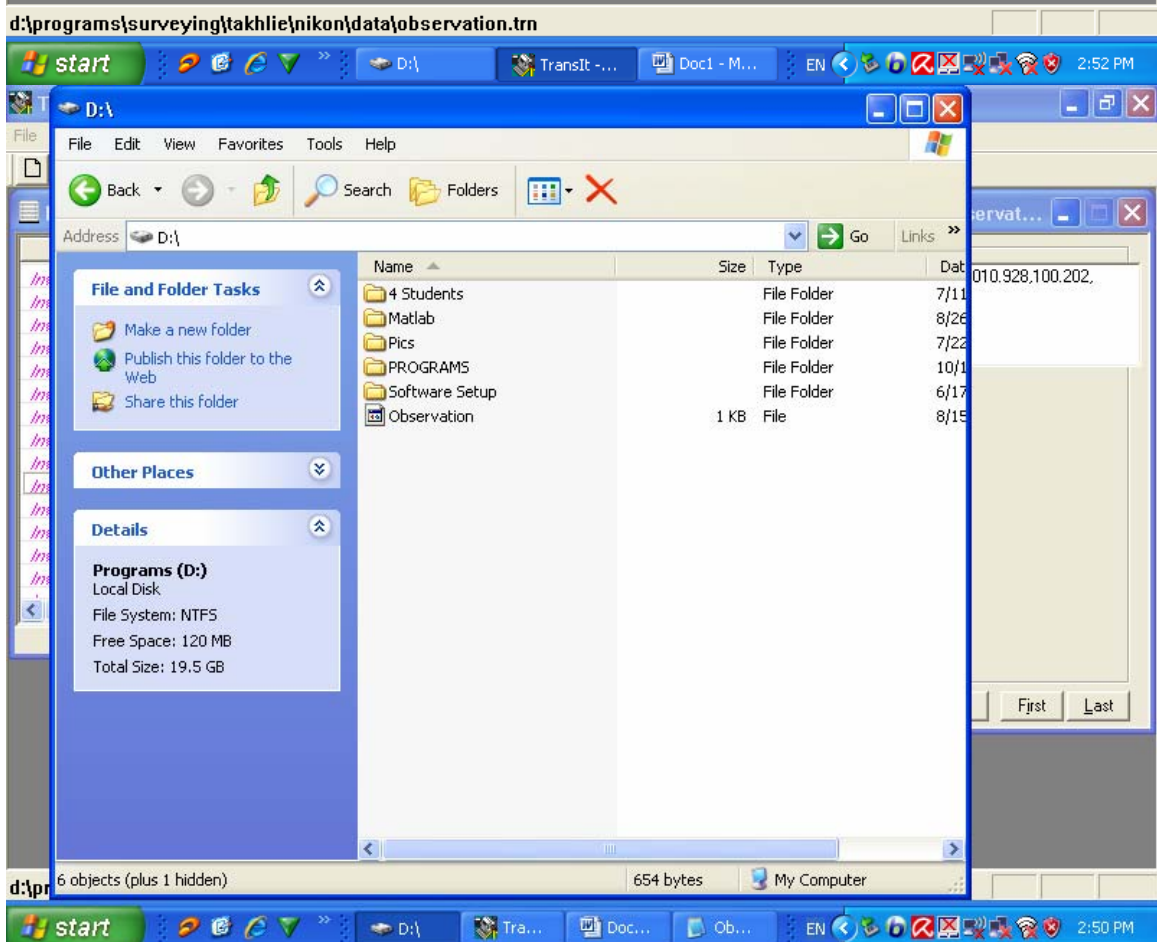 d:\programs\surveying\takhlie\nikon\data\observation.trn
start D:\ TransIt -... Doc1 - M... EN 2:52 PM
D:\
File
File Edit View Favorites Tools Help
Back Search Folders
Address D:\ Go Links »
ervat...
Name Size Type Dat
010.928,100.202,
File and Folder Tasks
Make a new folder
Publish this folder to the
Web
Share this folder
4 Students File Folder 7/11
Matlab File Folder 8/26
Pics File Folder 7/22
PROGRAMS File Folder 10/1
Software Setup File Folder 6/17
Observation 1 KB File 8/15
Other Places
Details
Programs (D:)
Local Disk
File System: NTFS
Free Space: 120 MB
Total Size: 19.5 GB
First Last
6 objects (plus 1 hidden) 654 bytes My Computer
d:\pr
start D:\ Tra... Doc... Ob... EN 2:50 PM